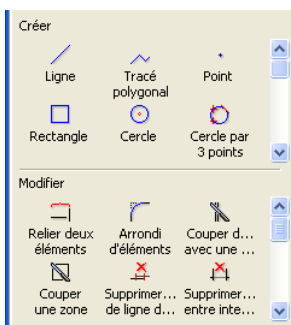 Créer
Ligne Tracé Point
polygonal
Rectangle Cercle Cercle par
3 points
Modifier
Relier deux Arrondi Couper d...
éléments d'éléments avec une ...
Couper Supprimer... Supprimer...
une zone de ligne d... entre inte...